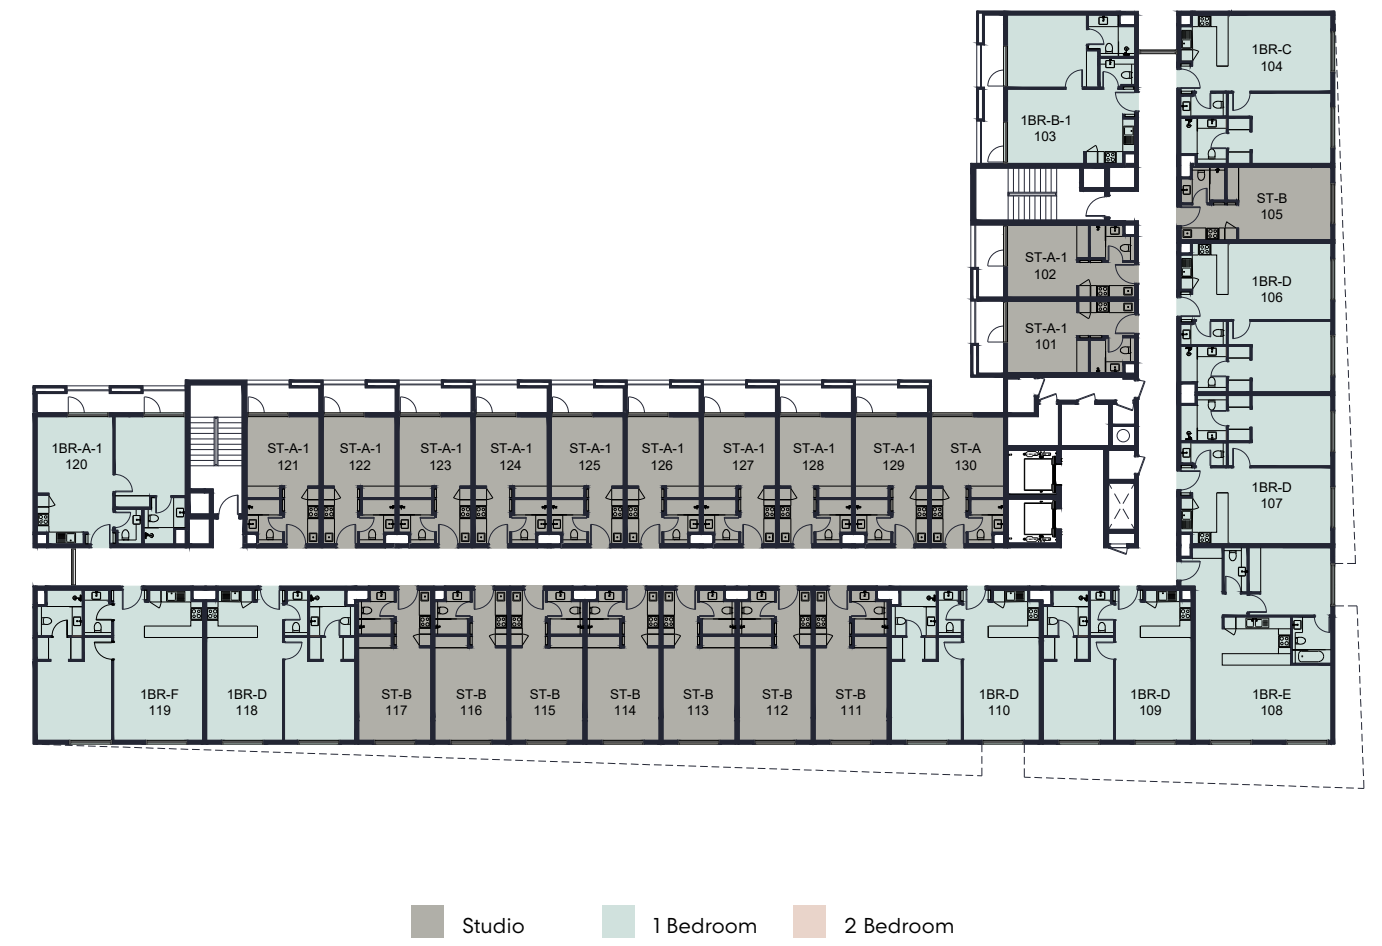 1BR-C
104
1BR-B-1
103
ST-B
105
ST-A-1
102
1BR-D
106
ST-A-1
101
1BR-A-1
120
ST-A-1
121
ST-A-1
122
ST-A-1
123
ST-A-1
124
ST-A-1
125
ST-A-1
126
ST-A-1
127
ST-A-1
128
ST-A-1
129
ST-A
130
1BR-D
107
1BR-F
119
1BR-D
118
ST-B
117
ST-B
116
ST-B
115
ST-B
114
ST-B
113
ST-B
112
ST-B
111
1BR-D
110
1BR-D
109
1BR-E
108
Studio
1 Bedroom
2 Bedroom